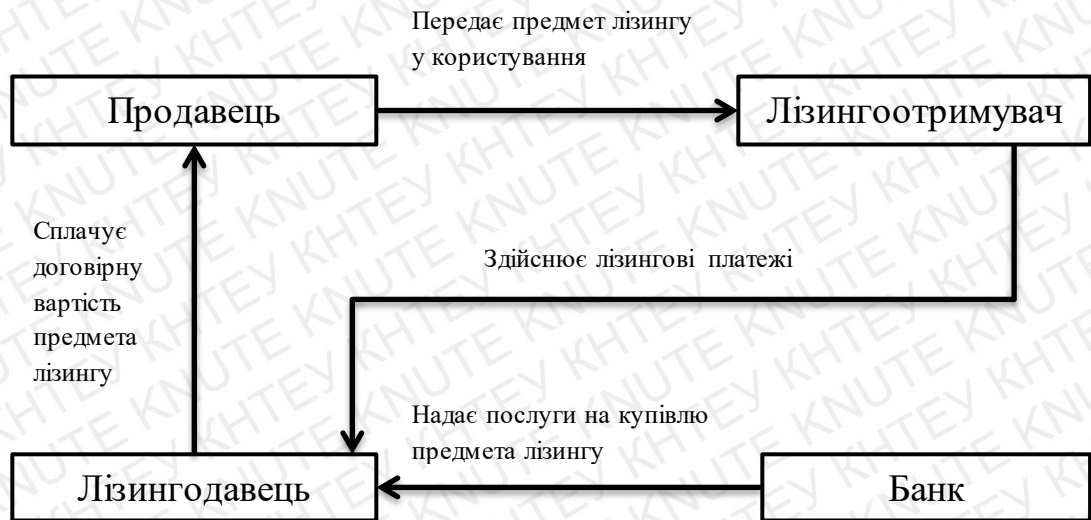 Передає предмет лізингу
у користування
Продавець
Лізингоотримувач
Сплачує
договірну
вартість
предмета
лізингу
Здійснює лізингові платежі
Надає послуги на купівлю
предмета лізингу
Лізингодавець
Банк